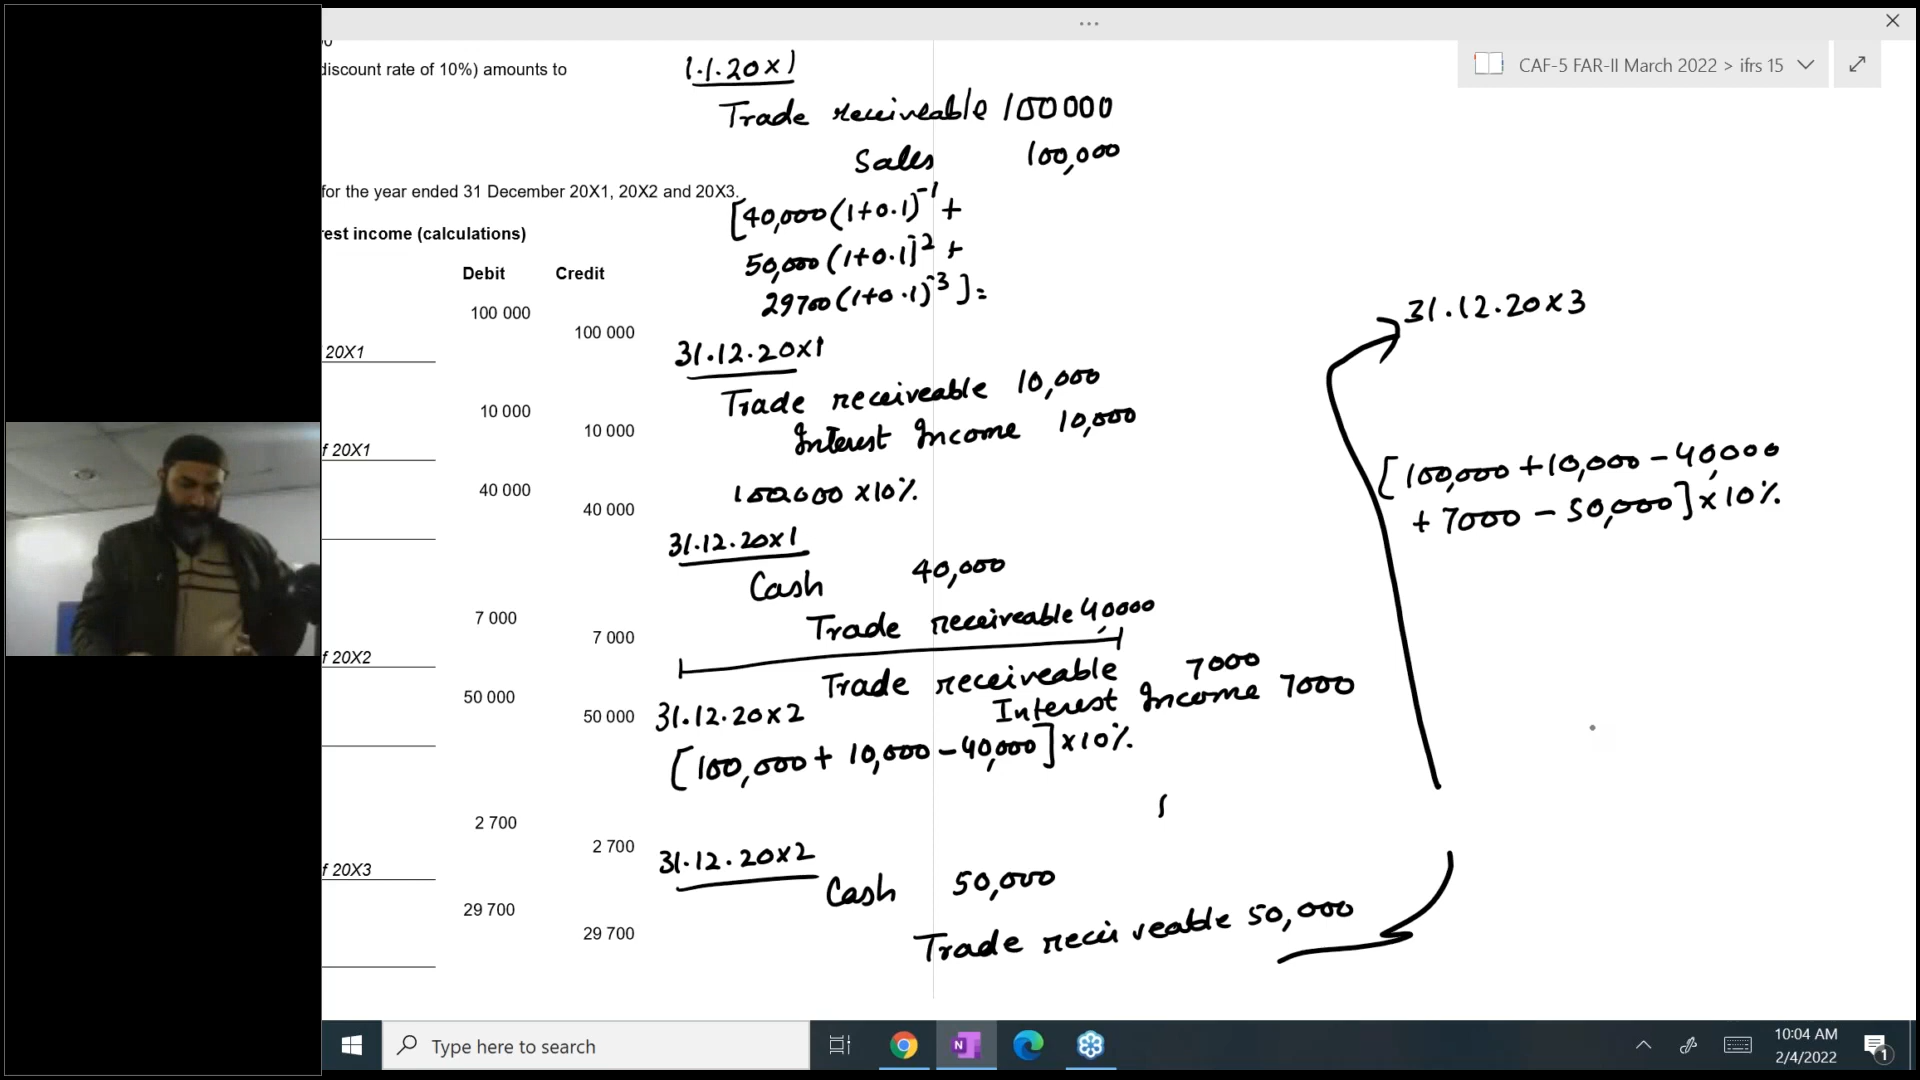 CAF-5 FAR-II March 2022 > ifrs 15
discount rate of 10%) amounts to
for the year ended 31 December 20X1, 20X2 and 20X3.
rest income (calculations)
Debit Credit
100 000
100 000
20X1
10 000
10 000
f 20X1
40 000
40 000
7 000
7 000
f 20X2
50 000
50 000
2 700
2 700
f 20X3
29 700
29 700
1.1.20x1
Trade receiveable 100000
Sales 100,000
[40,000(1+0.1)⁻¹ +
50,000(1+0.1]⁻² +
29700(1+0.1)⁻³]=
31.12.20x1
Trade receiveable 10,000
Interest Income 10,000
100,000 x10%.
31.12.20x1
Cash 40,000
Trade receiveable 40,000
Trade receiveable 7000
Interest Income 7000
31.12.20x2
[100,000 + 10,000 - 40,000]x10%.
31.12.20x2
Cash 50,000
Trade receiveable 50,000
31.12.20x3
[100,000 +10,000 - 40,000
+ 7000 - 50,000]x10%.
Type here to search
10:04 AM
2/4/2022
1